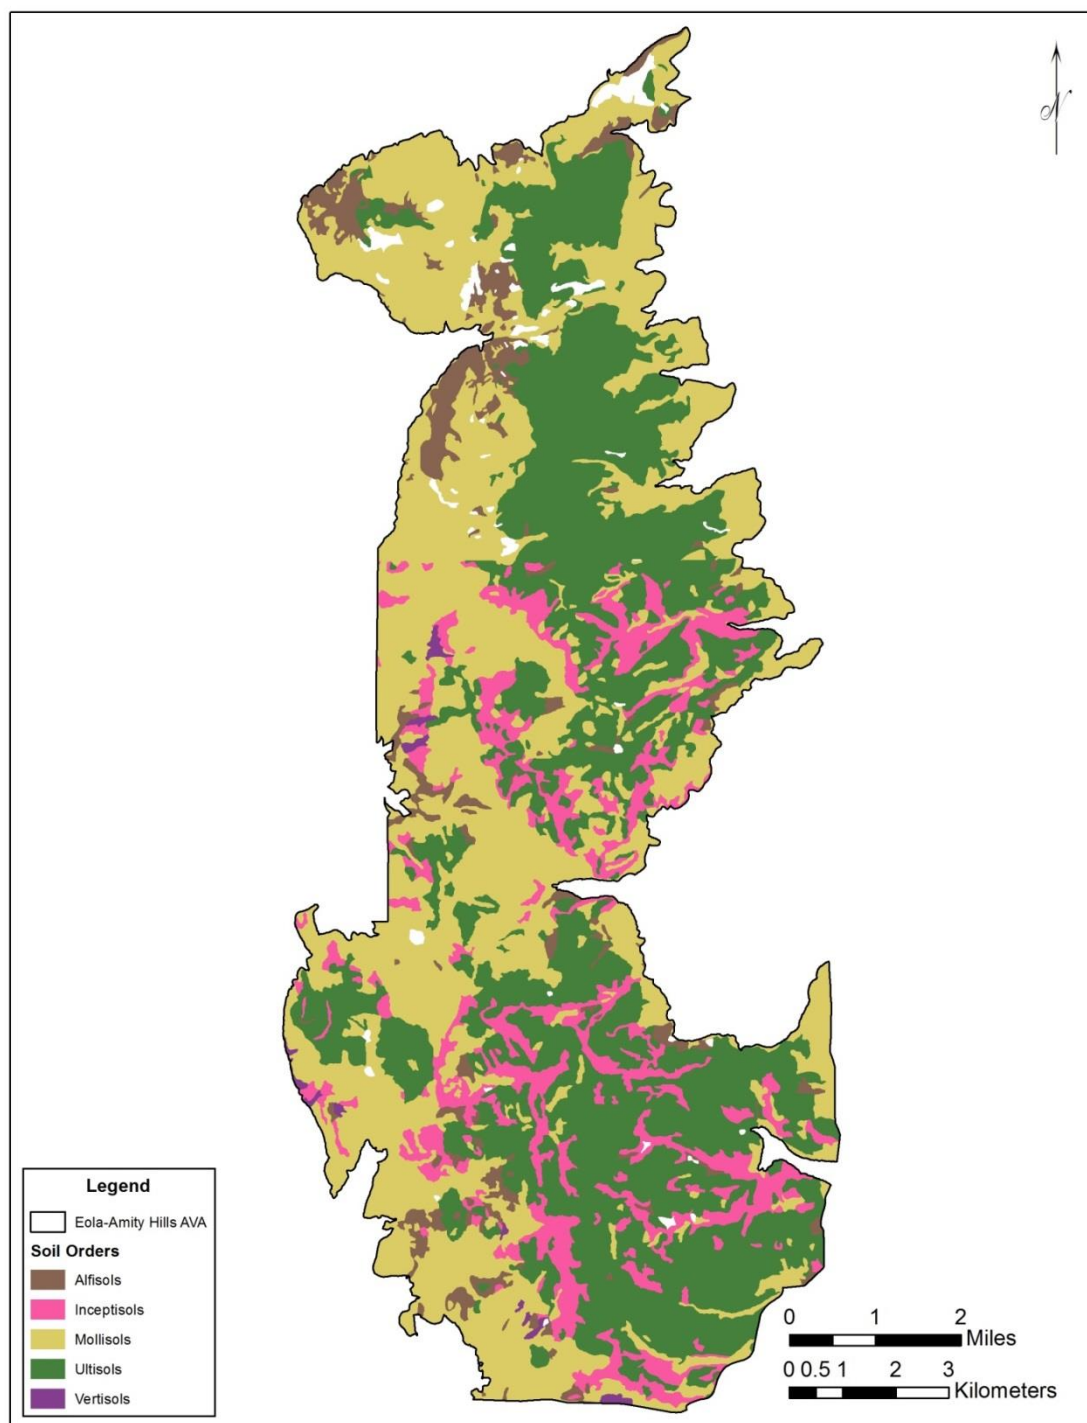 N
Legend
Eola-Amity Hills AVA
Soil Orders
Alfisols
Inceptisols
Mollisols
Ultisols
Vertisols
0 1 2
Miles
0 0.5 1 2 3
Kilometers